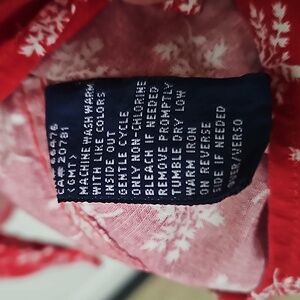 RN# 66476
CA# 20781
(GMT)
MACHINE WASH WARM
WITH LIKE COLORS
INSIDE OUT
GENTLE CYCLE
ONLY NON-CHLORINE
BLEACH IF NEEDED
REMOVE PROMPTLY
TUMBLE DRY LOW
WARM IRON
ON REVERSE
SIDE IF NEEDED
OVER/VERSO